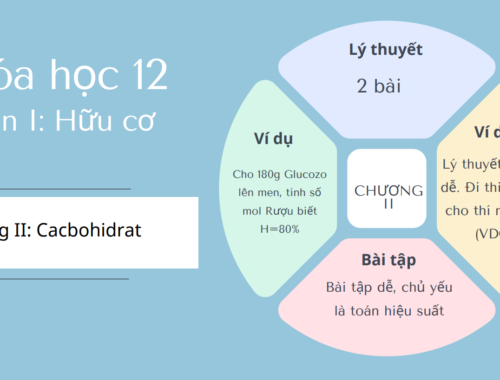 óa học 12
n I: Hữu cơ
g II: Cacbohidrat
Lý thuyết
2 bài
Ví dụ
Cho 180g Glucozo
lên men, tính số
mol Rượu biết
H=80%
CHƯƠNG
II
Ví d
Lý thuyết
dễ. Đi thi
cho thí n
(VD
Bài tập
Bài tập dễ, chủ yếu
là toán hiệu suất